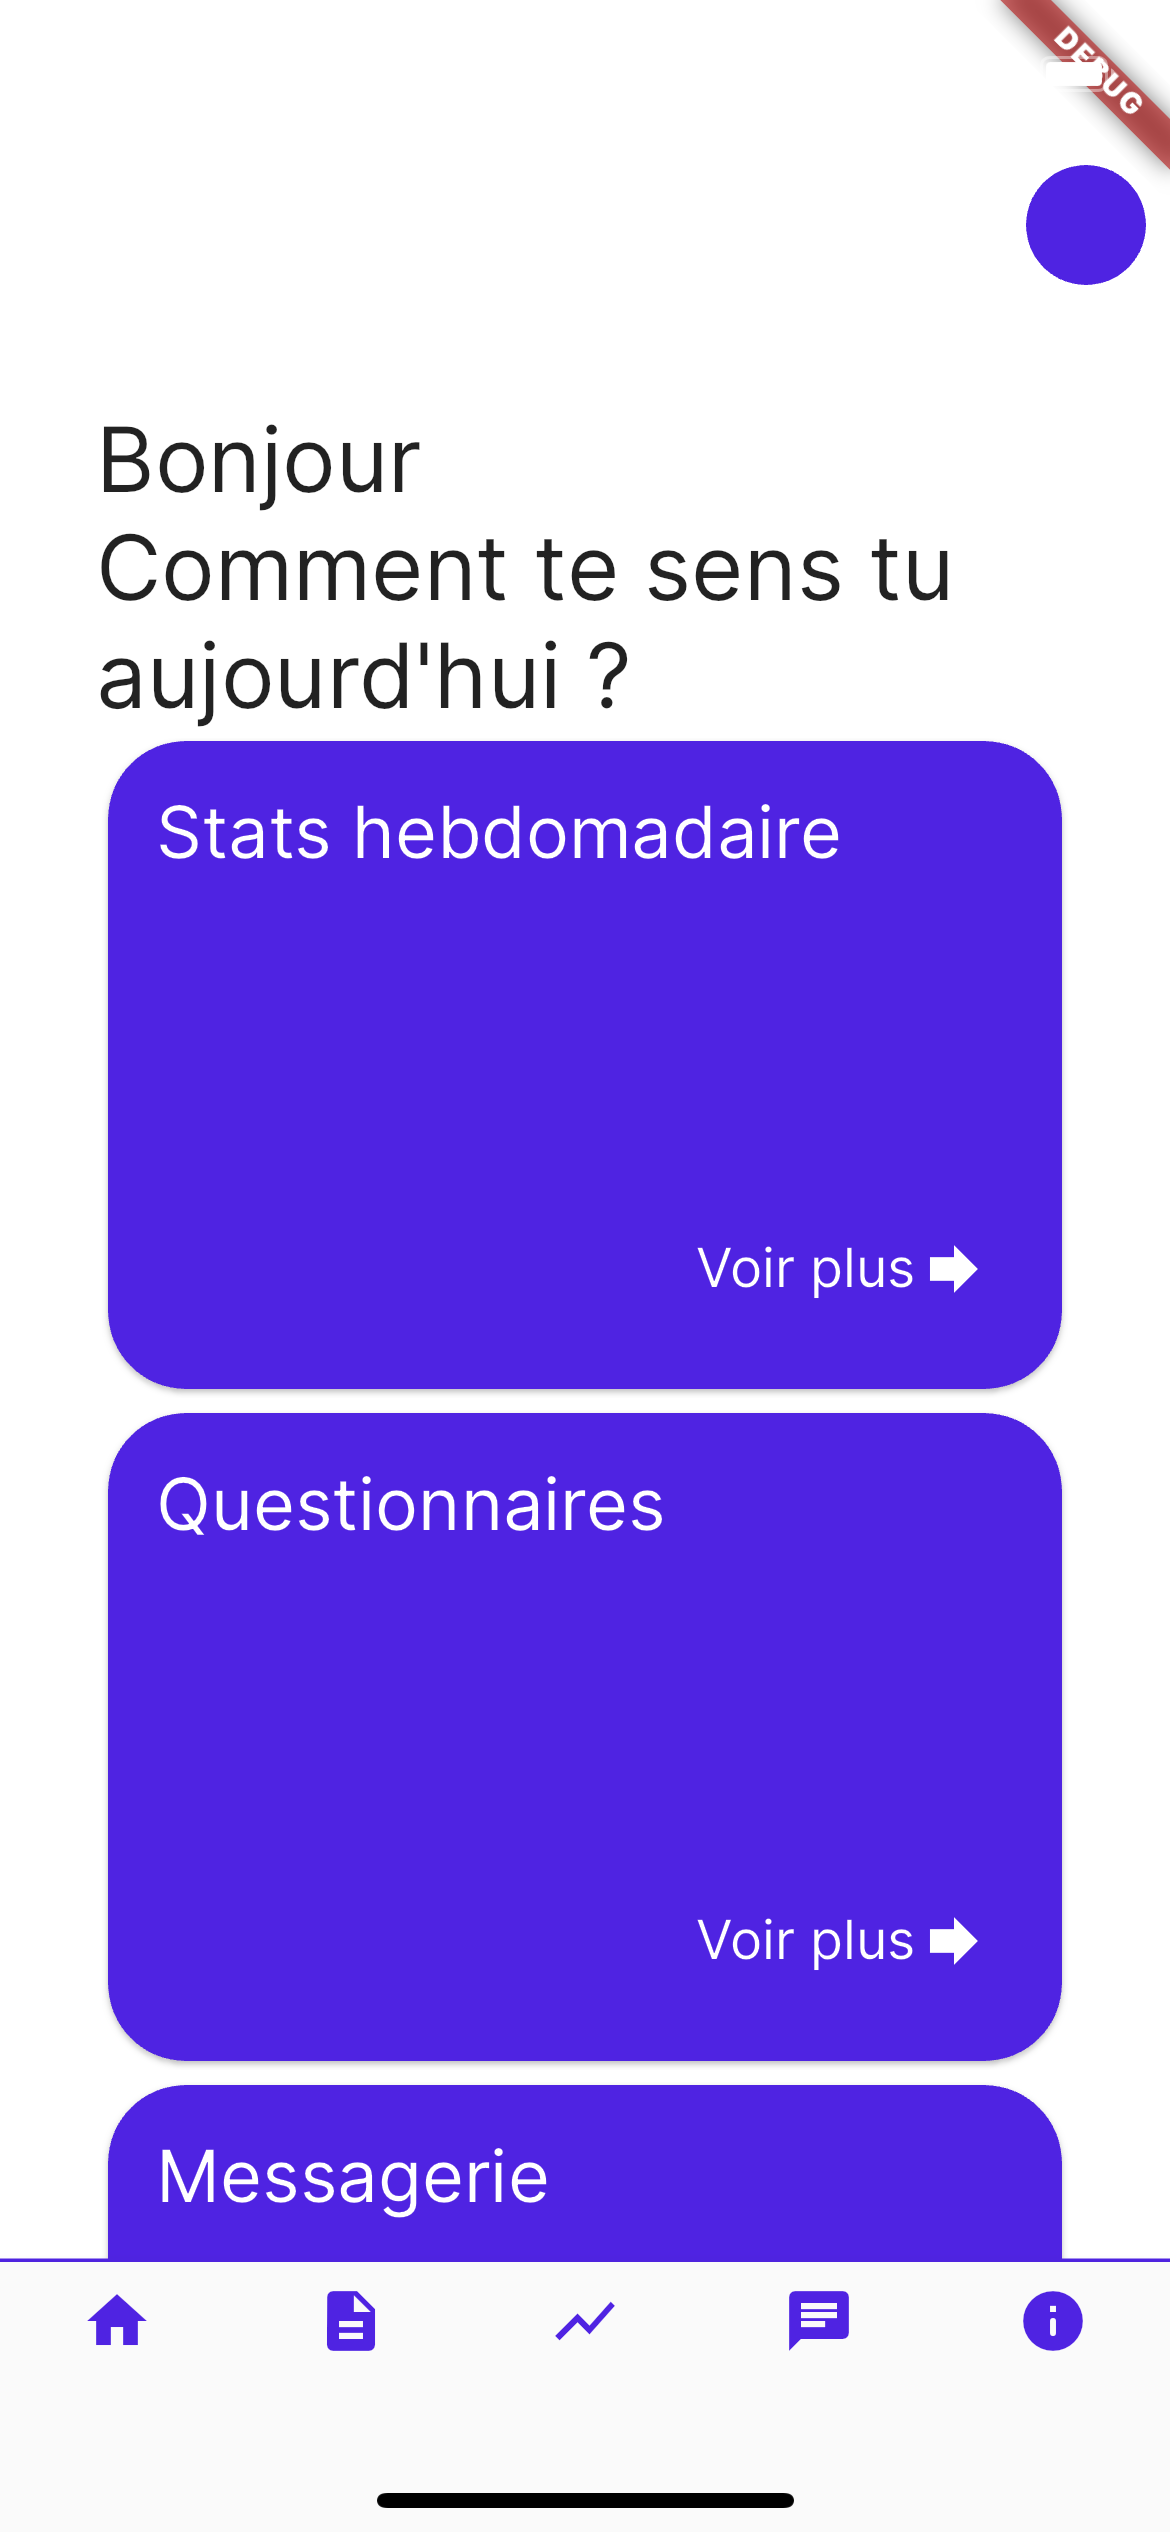 DEBUG
Bonjour
Comment te sens tu
aujourd'hui ?
Stats hebdomadaire
Voir plus
Questionnaires
Voir plus
Messagerie